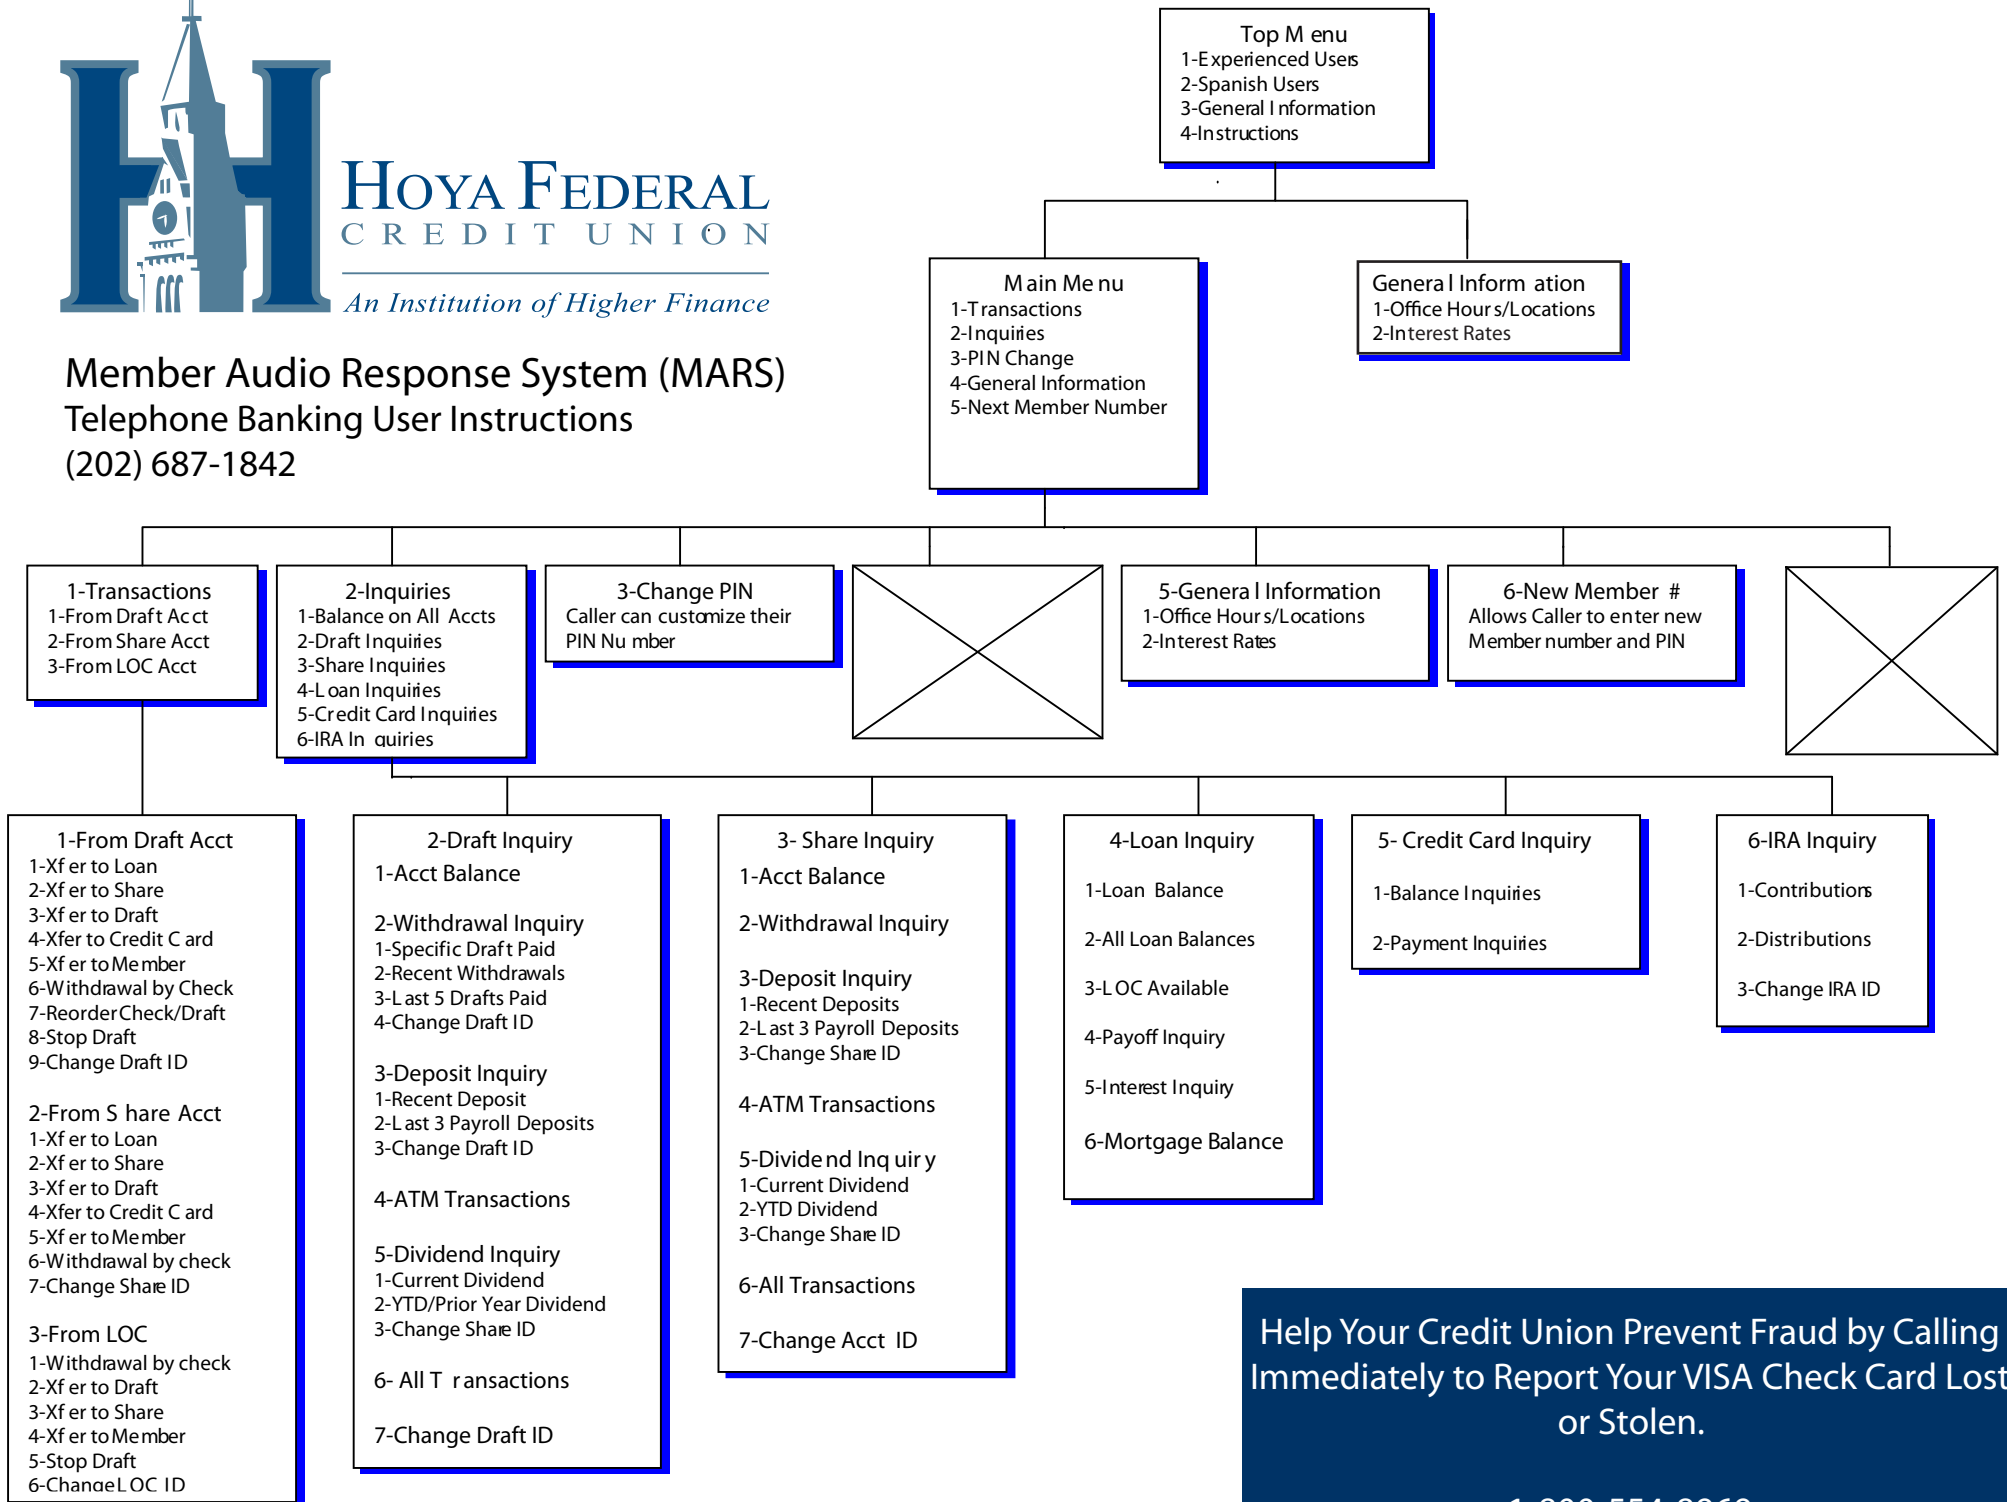 HOYA FEDERAL
CREDIT UNION
An Institution of Higher Finance
Member Audio Response System (MARS)
Telephone Banking User Instructions
(202) 687-1842
Top Menu
1-Experienced Users
2-Spanish Users
3-General Information
4-Instructions
Main Menu
1-Transactions
2-Inquiries
3-PIN Change
4-General Information
5-Next Member Number
General Information
1-Office Hours/Locations
2-Interest Rates
1-Transactions
1-From Draft Acct
2-From Share Acct
3-From LOC Acct
2-Inquiries
1-Balance on All Accts
2-Draft Inquiries
3-Share Inquiries
4-Loan Inquiries
5-Credit Card Inquiries
6-IRA Inquiries
3-Change PIN
Caller can customize their
PIN Number
5-General Information
1-Office Hours/Locations
2-Interest Rates
6-New Member #
Allows Caller to enter new
Member number and PIN
1-From Draft Acct
1-Xfer to Loan
2-Xfer to Share
3-Xfer to Draft
4-Xfer to Credit Card
5-Xfer to Member
6-Withdrawal by Check
7-Reorder Check/Draft
8-Stop Draft
9-Change Draft ID
2-From Share Acct
1-Xfer to Loan
2-Xfer to Share
3-Xfer to Draft
4-Xfer to Credit Card
5-Xfer to Member
6-Withdrawal by check
7-Change Share ID
3-From LOC
1-Withdrawal by check
2-Xfer to Draft
3-Xfer to Share
4-Xfer to Member
5-Stop Draft
6-Change LOC ID
2-Draft Inquiry
1-Acct Balance
2-Withdrawal Inquiry
1-Specific Draft Paid
2-Recent Withdrawals
3-Last 5 Drafts Paid
4-Change Draft ID
3-Deposit Inquiry
1-Recent Deposit
2-Last 3 Payroll Deposits
3-Change Draft ID
4-ATM Transactions
5-Dividend Inquiry
1-Current Dividend
2-YTD/Prior Year Dividend
3-Change Share ID
6- All Transactions
7-Change Draft ID
3- Share Inquiry
1-Acct Balance
2-Withdrawal Inquiry
3-Deposit Inquiry
1-Recent Deposits
2-Last 3 Payroll Deposits
3-Change Share ID
4-ATM Transactions
5-Dividend Inquiry
1-Current Dividend
2-YTD Dividend
3-Change Share ID
6-All Transactions
7-Change Acct ID
4-Loan Inquiry
1-Loan Balance
2-All Loan Balances
3-LOC Available
4-Payoff Inquiry
5-Interest Inquiry
6-Mortgage Balance
5- Credit Card Inquiry
1-Balance Inquiries
2-Payment Inquiries
6-IRA Inquiry
1-Contributions
2-Distributions
3-Change IRA ID
Help Your Credit Union Prevent Fraud by Calling
Immediately to Report Your VISA Check Card Lost
or Stolen.